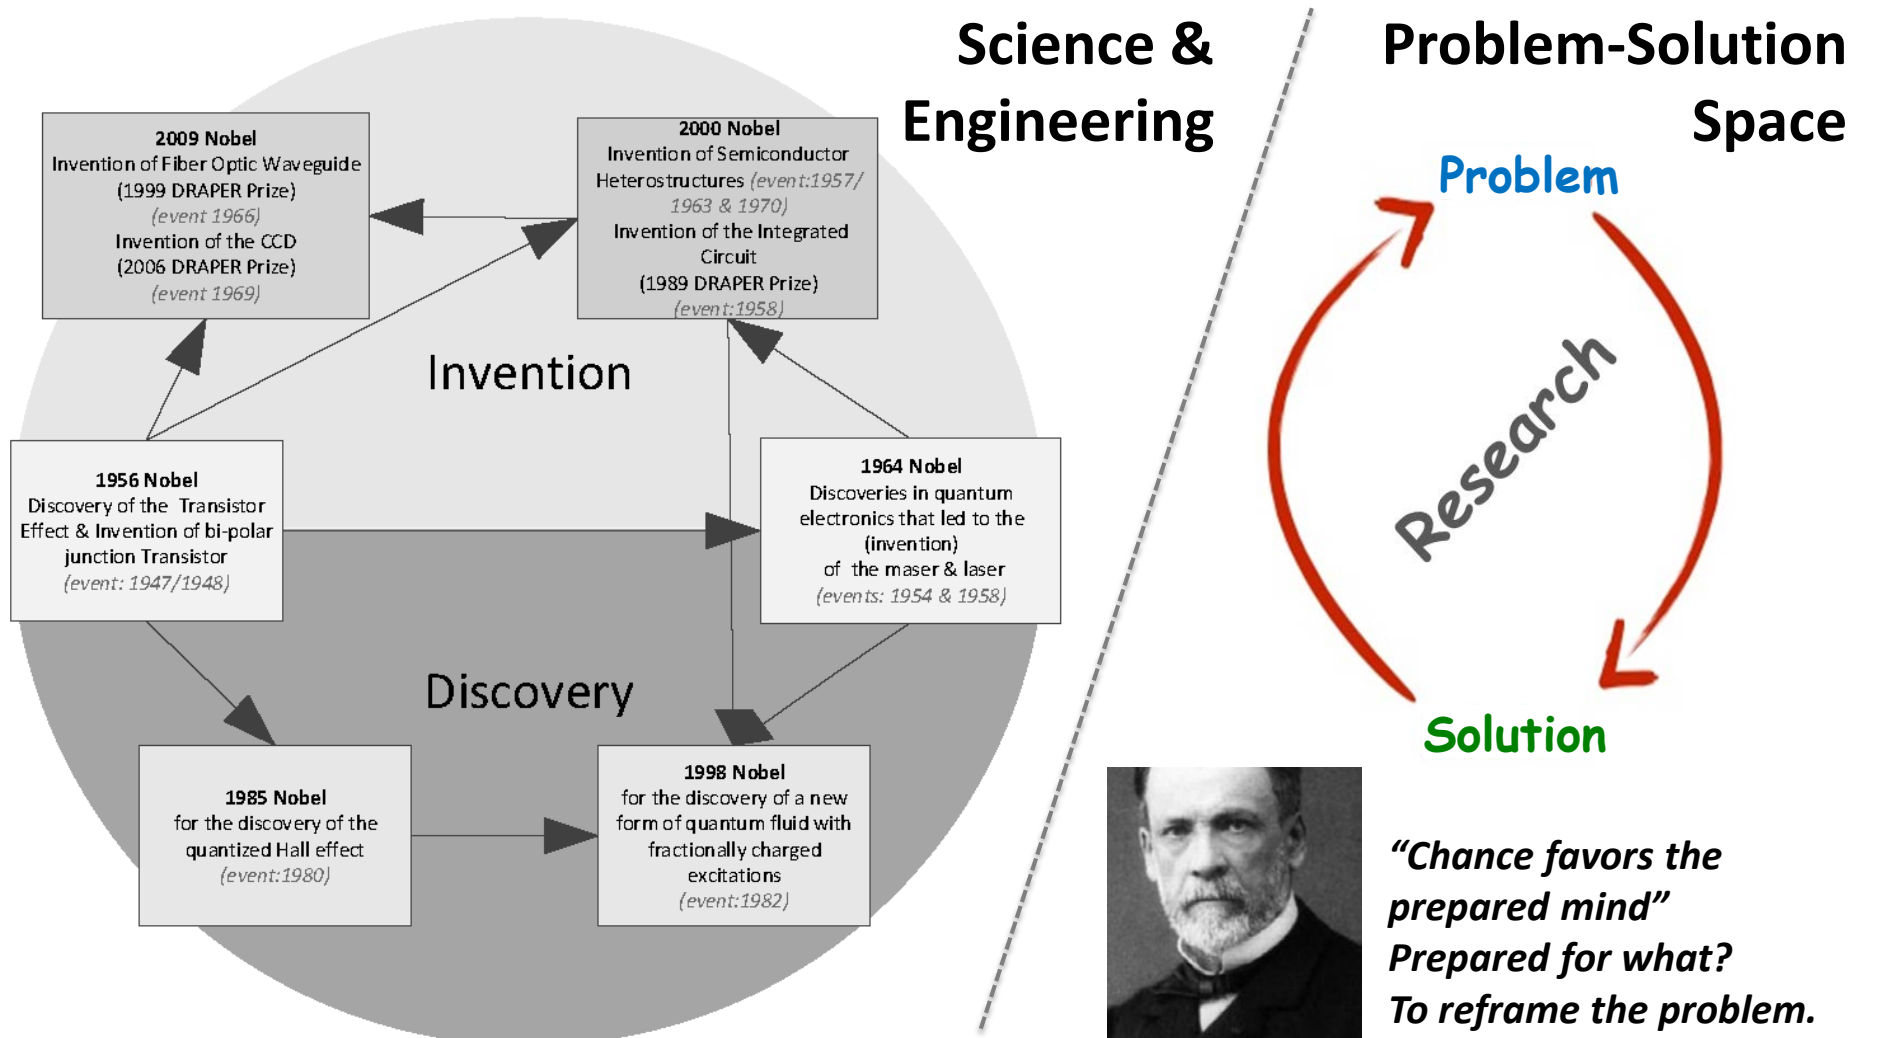 Science &
Engineering
2009 Nobel
Invention of Fiber Optic Waveguide
(1999 DRAPER Prize)
(event 1966)
Invention of the CCD
(2006 DRAPER Prize)
(event 1969)
2000 Nobel
Invention of Semiconductor
Heterostructures (event:1957/
1963 & 1970)
Invention of the Integrated
Circuit
(1989 DRAPER Prize)
(event:1958)
Invention
1956 Nobel
Discovery of the Transistor
Effect & Invention of bi-polar
junction Transistor
(event: 1947/1948)
1964 Nobel
Discoveries in quantum
electronics that led to the
(invention)
of the maser & laser
(events: 1954 & 1958)
Discovery
1985 Nobel
for the discovery of the
quantized Hall effect
(event:1980)
1998 Nobel
for the discovery of a new
form of quantum fluid with
fractionally charged
excitations
(event:1982)
Problem-Solution
Space
Problem
Research
Solution
“Chance favors the
prepared mind”
Prepared for what?
To reframe the problem.